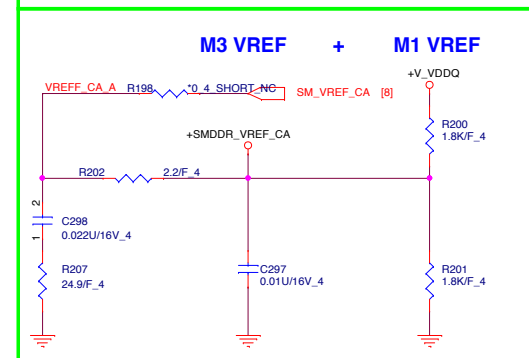 M3 VREF + M1 VREF
+V_VDDQ
VREFF_CA_A R198 *0_4_SHORT_NC SM_VREF_CA [8]
R200
1.8K/F_4
+SMDDR_VREF_CA
R202 2.2/F_4
2
C298
1
0.022U/16V_4
R207
24.9/F_4
C297
0.01U/16V_4
R201
1.8K/F_4